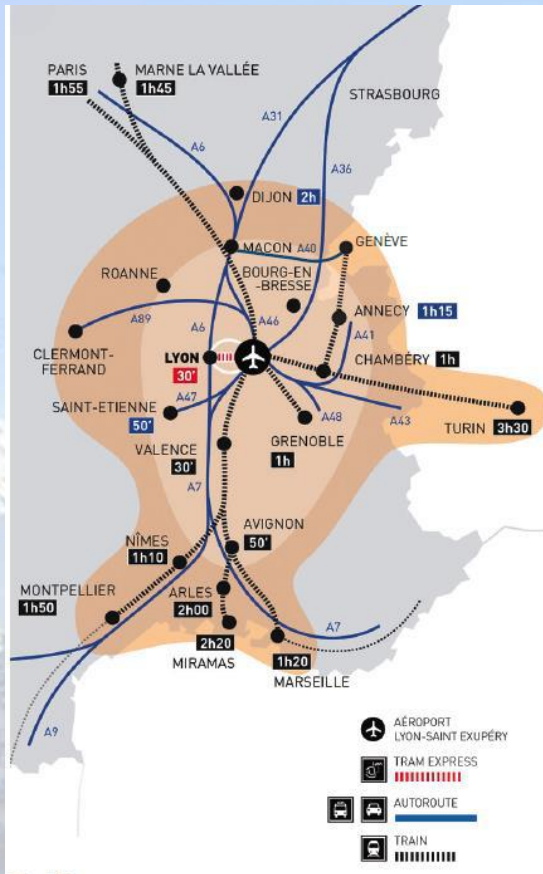 PARIS
1h55
MARNE LA VALLÉE
1h45
STRASBOURG
A31
A6
A36
DIJON 2h
MACON
A40
GENÈVE
BOURG-EN
-BRESSE
ROANNE
ANNECY 1h15
A89
A6
A46
A41
CLERMONT-
FERRAND
LYON
30'
CHAMBÉRY 1h
A47
SAINT-ETIENNE
50'
A48
A43
TURIN
3h30
VALENCE
30'
GRENOBLE
1h
A7
AVIGNON
50'
NÎMES
1h10
MONTPELLIER
1h50
ARLES
2h00
2h20
MIRAMAS
A7
1h20
MARSEILLE
A9
AÉROPORT
LYON-SAINT EXUPÉRY
TRAM EXPRESS
AUTOROUTE
TRAIN